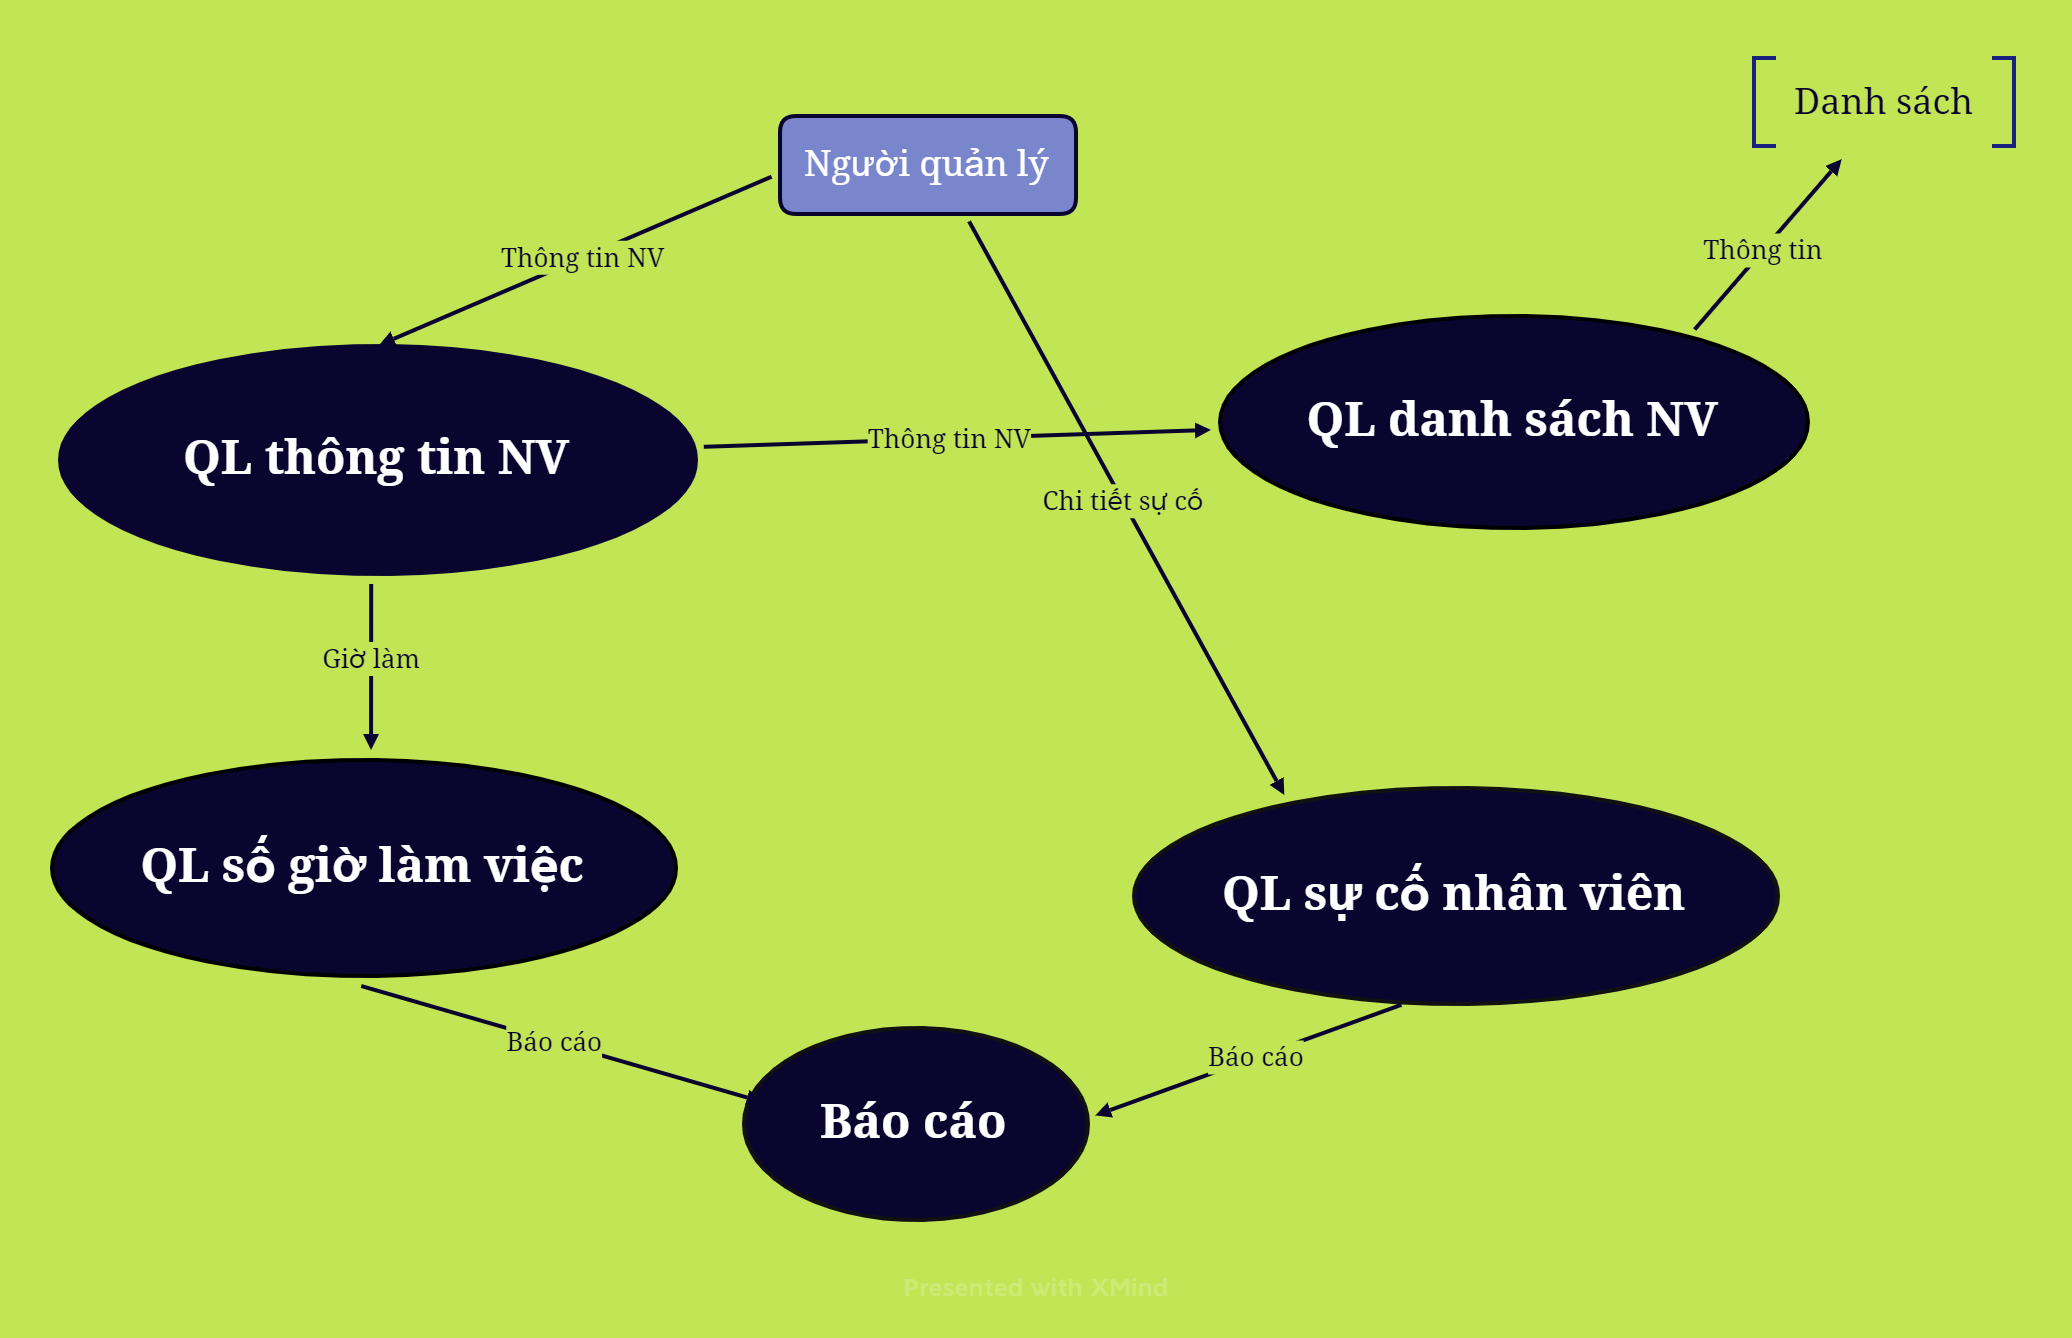 Danh sách
Người quản lý
Thông tin NV
Thông tin
QL danh sách NV
QL thông tin NV
Thông tin NV
Chi tiết sự cố
Giờ làm
QL số giờ làm việc
QL sự cố nhân viên
Báo cáo
Báo cáo
Báo cáo
Presented with XMind